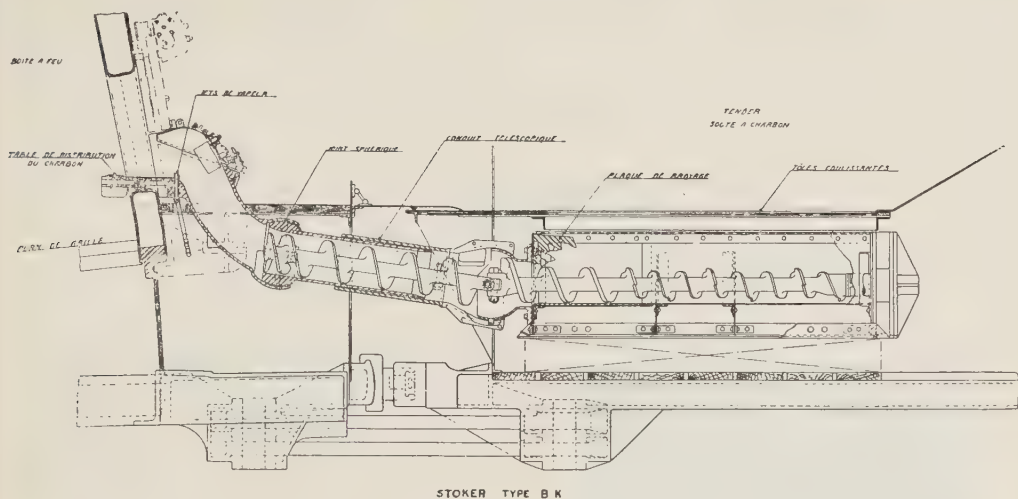 BOITE A FEU
JETS DE VAPEUR
TABLE DE DISTRIBUTION
DU CHARBON
JOINT SPHERIQUE
CONDUIT TELESCOPIQUE
TENDER
SOUTE A CHARBON
PLAQUE DE BROYAGE
TÔLES COULISSANTES
PLAN DE GRILLE
STOKER TYPE B K